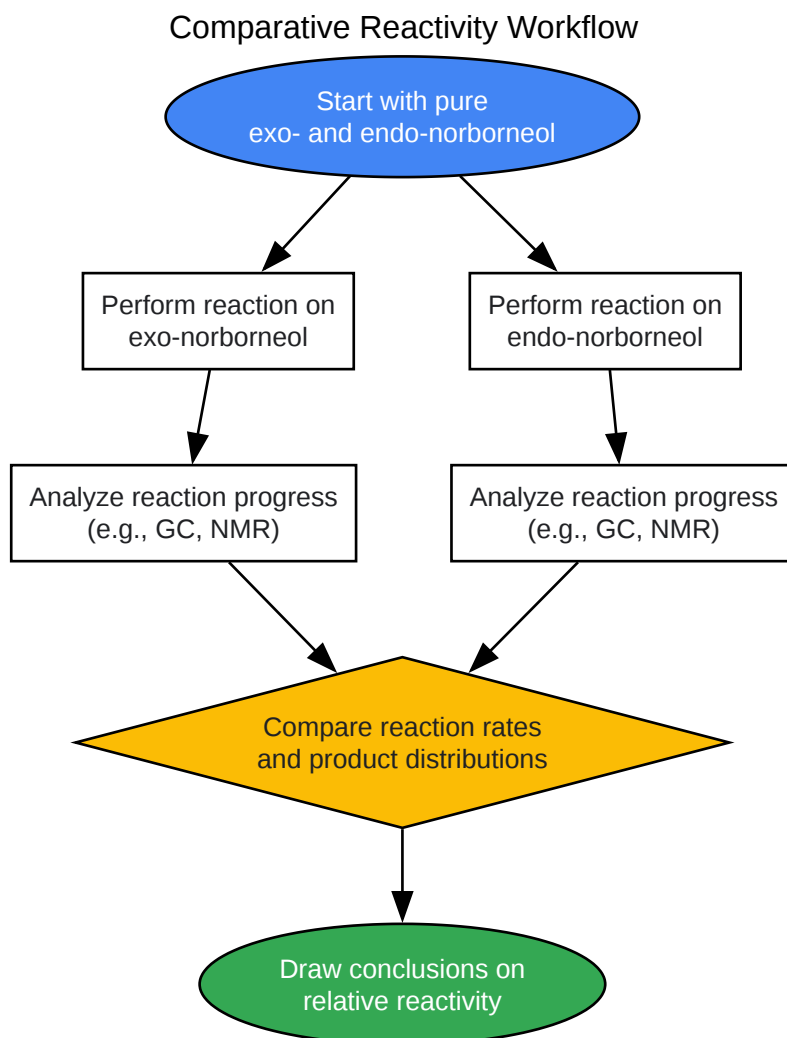 Comparative Reactivity Workflow
Start with pure
exo- and endo-norborneol
Perform reaction on
exo-norborneol
Perform reaction on
endo-norborneol
Analyze reaction progress
(e.g., GC, NMR)
Analyze reaction progress
(e.g., GC, NMR)
Compare reaction rates
and product distributions
Draw conclusions on
relative reactivity